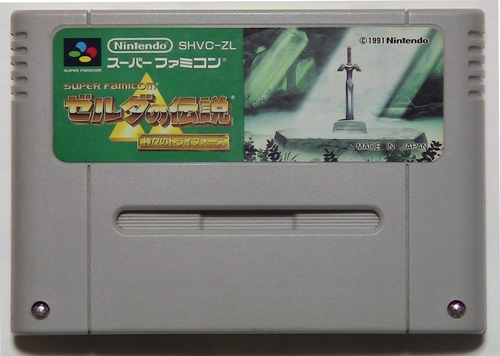 Nintendo SHVC-ZL
SUPER FAMICOM
スーパーファミコン®
SUPER FAMICOM®
ゼルダの伝説®
神々のトライフォース
©1991 Nintendo
MADE IN JAPAN